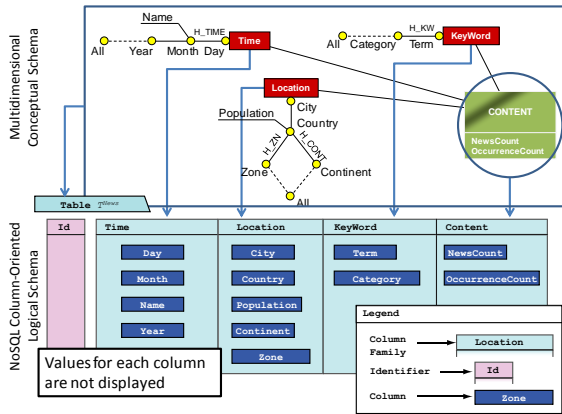 Multidimensional
Conceptual Schema
Name
H_TIME
Time
All
Year
Month
Day
H_KW
KeyWord
All
Category
Term
Location
City
Population
Country
H_ZN
H_CONT
Zone
Continent
All
CONTENT
NewsCount
OccurrenceCount
Table T^News
NoSQL Column-Oriented
Logical Schema
Id
Time
Location
KeyWord
Content
Day
City
Term
NewsCount
Month
Country
Category
OccurrenceCount
Name
Population
Year
Continent
Zone
Values for each column
are not displayed
Legend
Column
Family
Location
Identifier
Id
Column
Zone